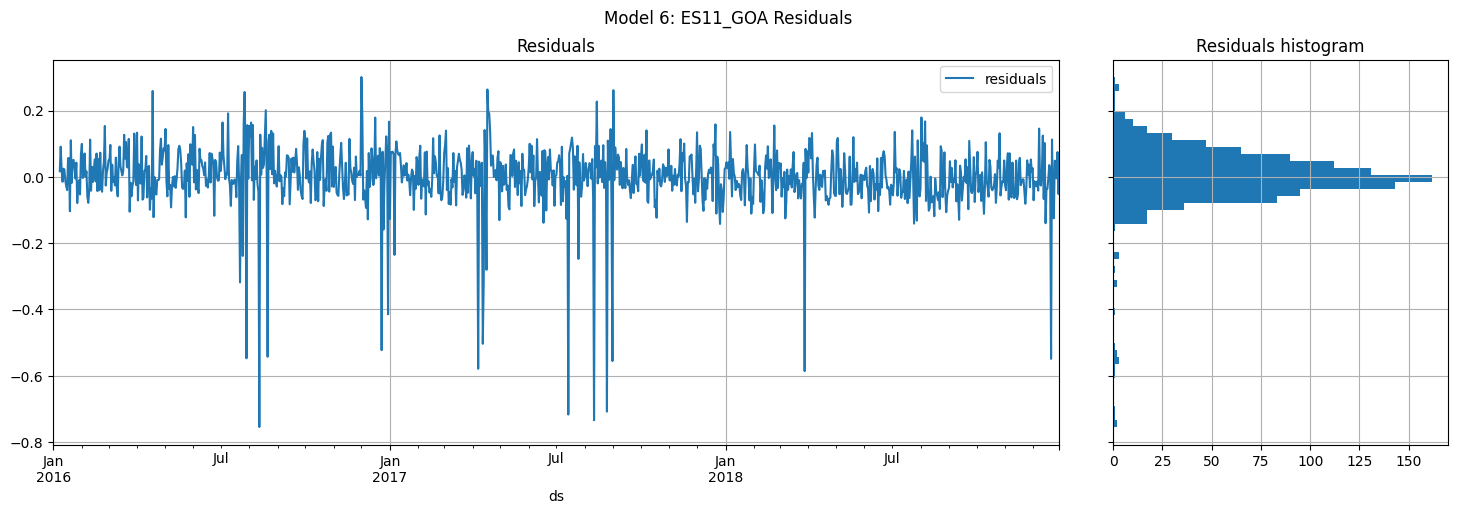 Model 6: ES11_GOA Residuals
Residuals
residuals
0.2
0.0
−0.2
−0.4
−0.6
−0.8
Jan Jul Jan Jul Jan Jul
2016 2017 2018
ds
Residuals histogram
0 25 50 75 100 125 150